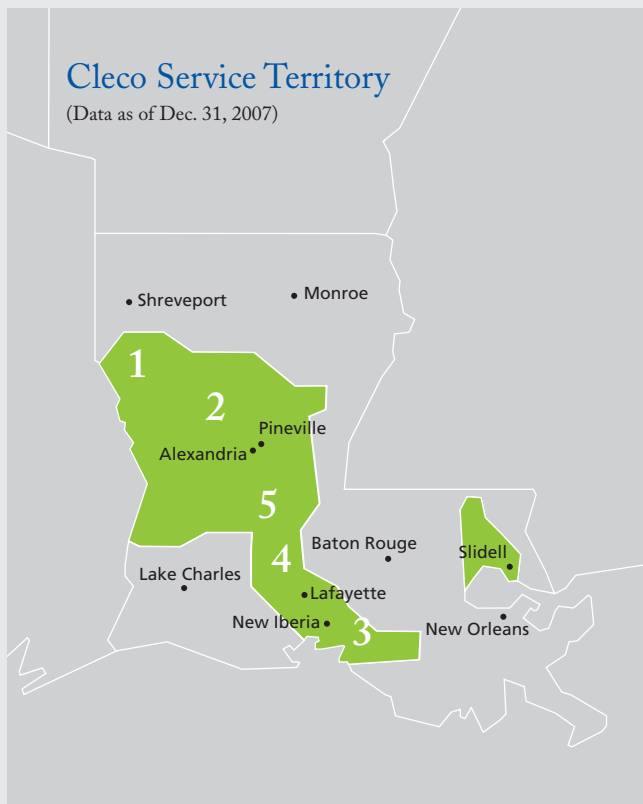 Cleco Service Territory
(Data as of Dec. 31, 2007)
Monroe
Shreveport
1
2
Pineville
Alexandria
5
Baton Rouge
Slidell
4
Lake Charles
Lafayette
New Iberia
3
New Orleans